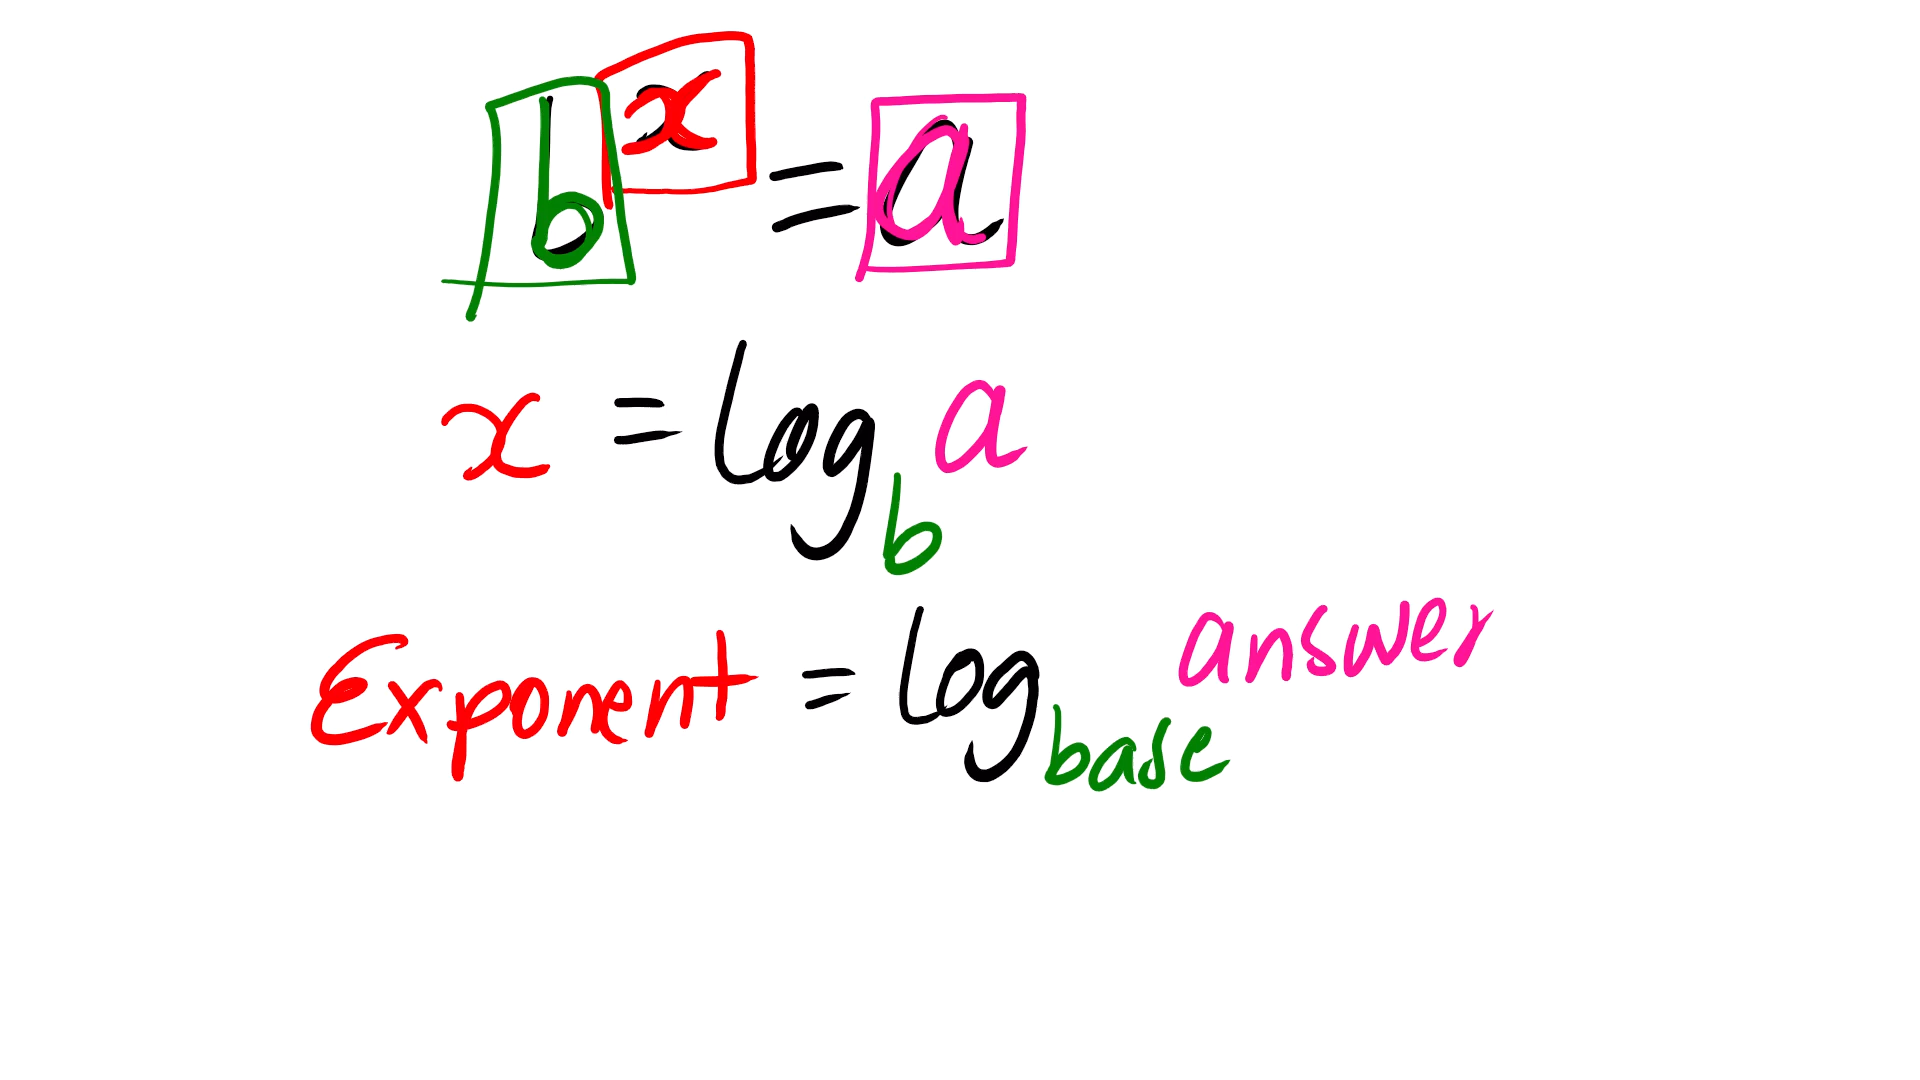 b^x = a
x = log_b a
Exponent = log_base answer